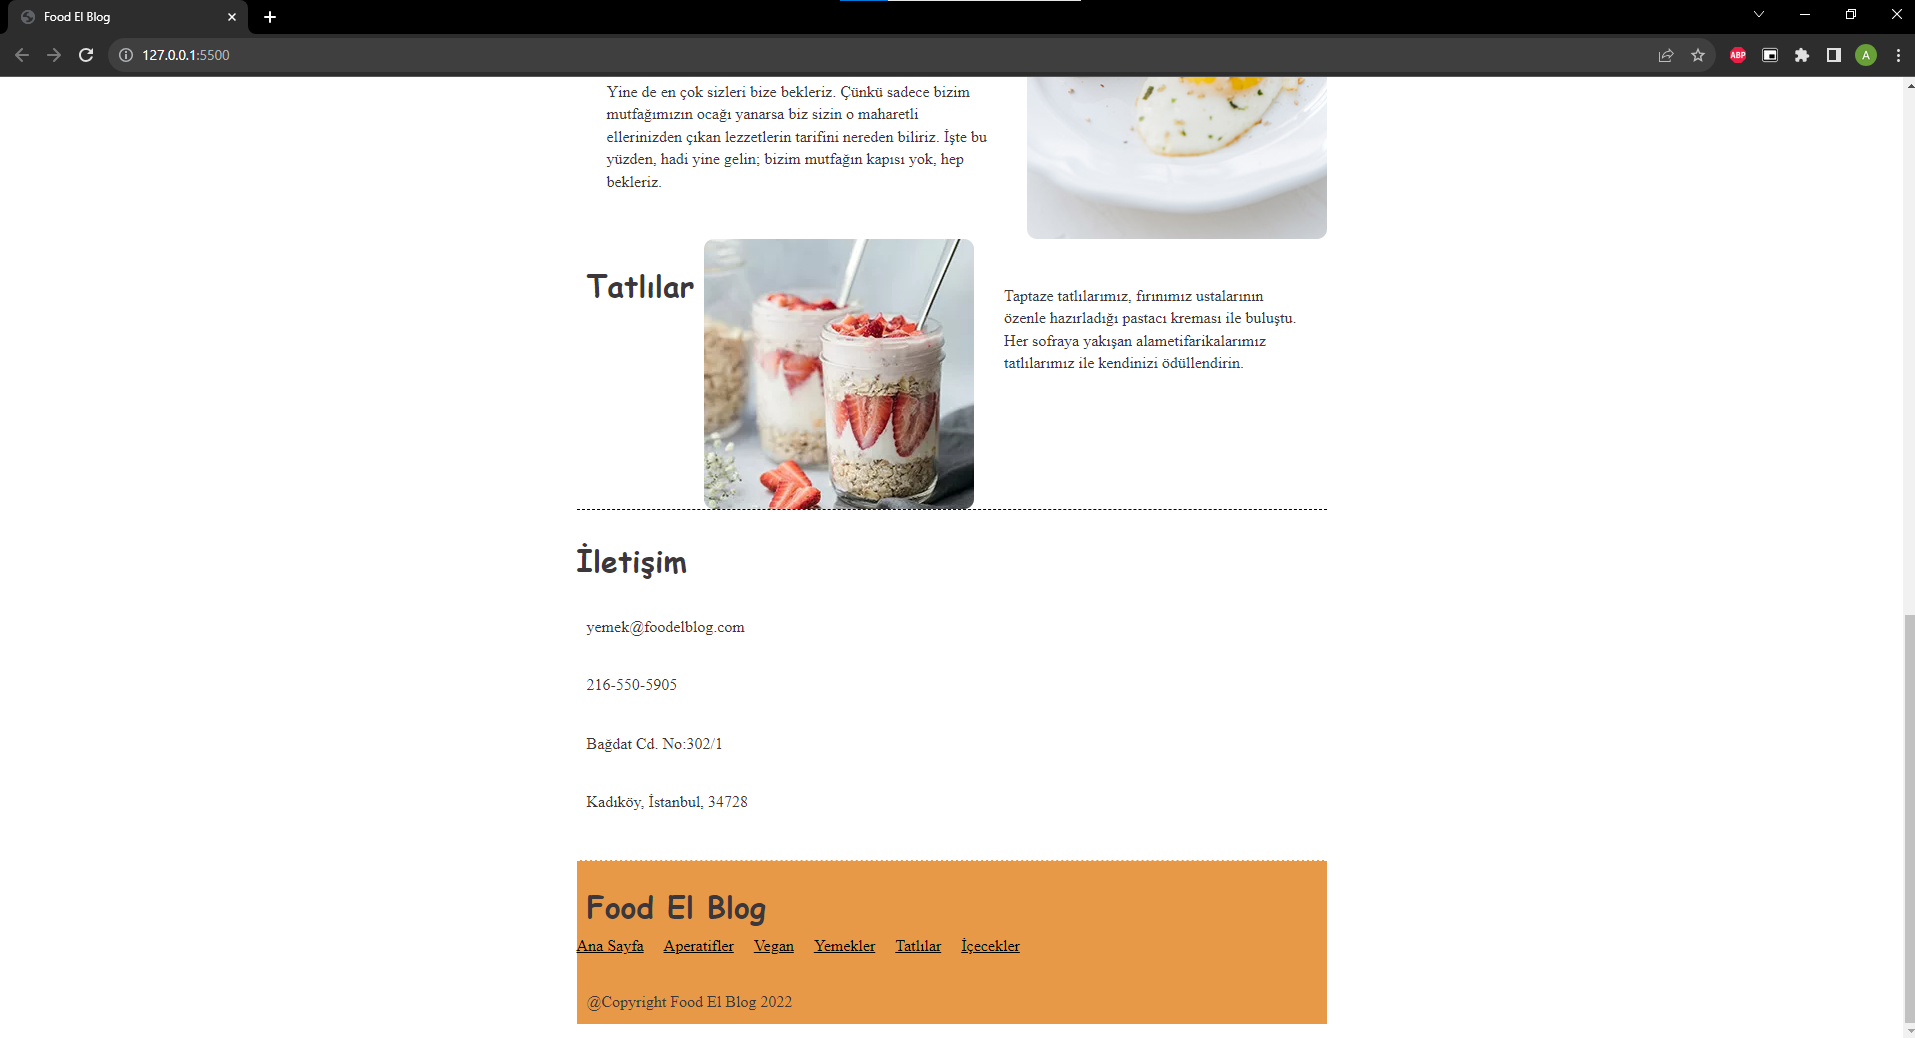 Food El Blog
127.0.0.1:5500
ABP
A
Yine de en çok sizleri bize bekleriz. Çünkü sadece bizim
mutfağımızın ocağı yanarsa biz sizin o maharetli
ellerinizden çıkan lezzetlerin tarifini nereden biliriz. İşte bu
yüzden, hadi yine gelin; bizim mutfağın kapısı yok, hep
bekleriz.
Tatlılar
Taptaze tatlılarımız, fırınımız ustalarının
özenle hazırladığı pastacı kreması ile buluştu.
Her sofraya yakışan alametifarikalarımız
tatlılarımız ile kendinizi ödüllendirin.
İletişim
yemek@foodelblog.com
216-550-5905
Bağdat Cd. No:302/1
Kadıköy, İstanbul, 34728
Food El Blog
Ana Sayfa Aperatifler Vegan Yemekler Tatlılar İçecekler
@Copyright Food El Blog 2022